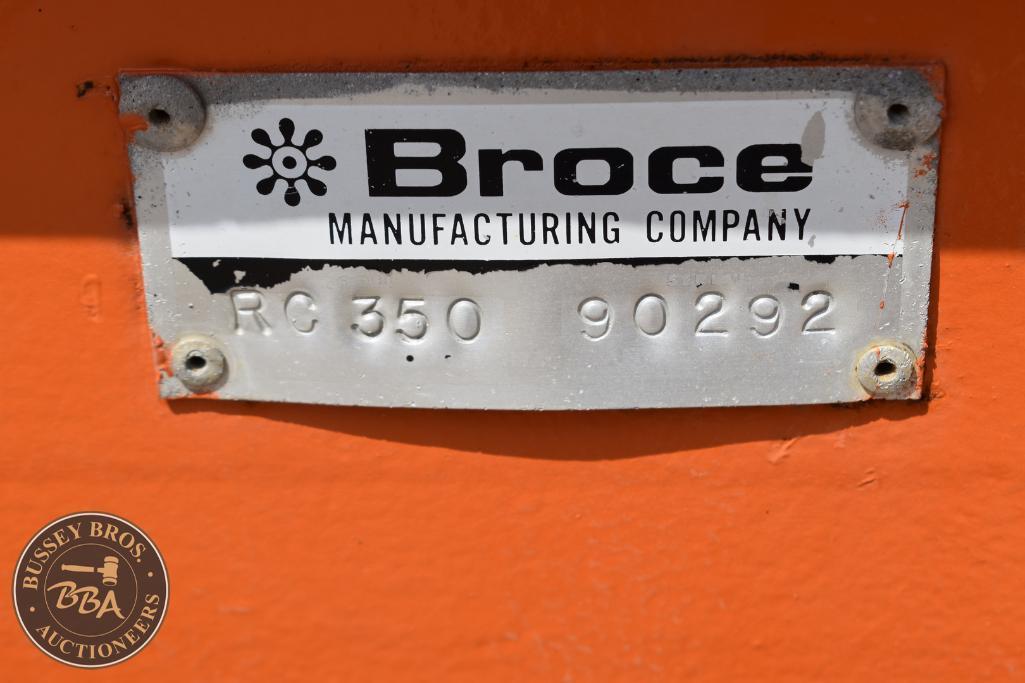 Broce
MANUFACTURING COMPANY
RC 350 90292
BUSSEY BROS.
BBA
AUCTIONEERS